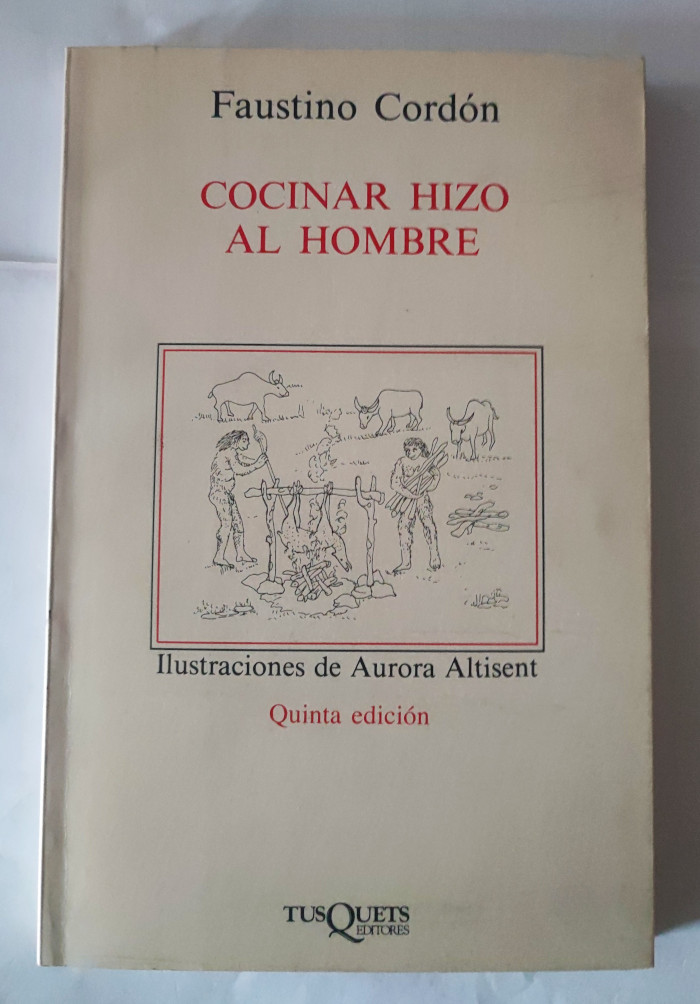 Faustino Cordón
COCINAR HIZO
AL HOMBRE
Ilustraciones de Aurora Altisent
Quinta edición
TUSQUETS
EDITORES